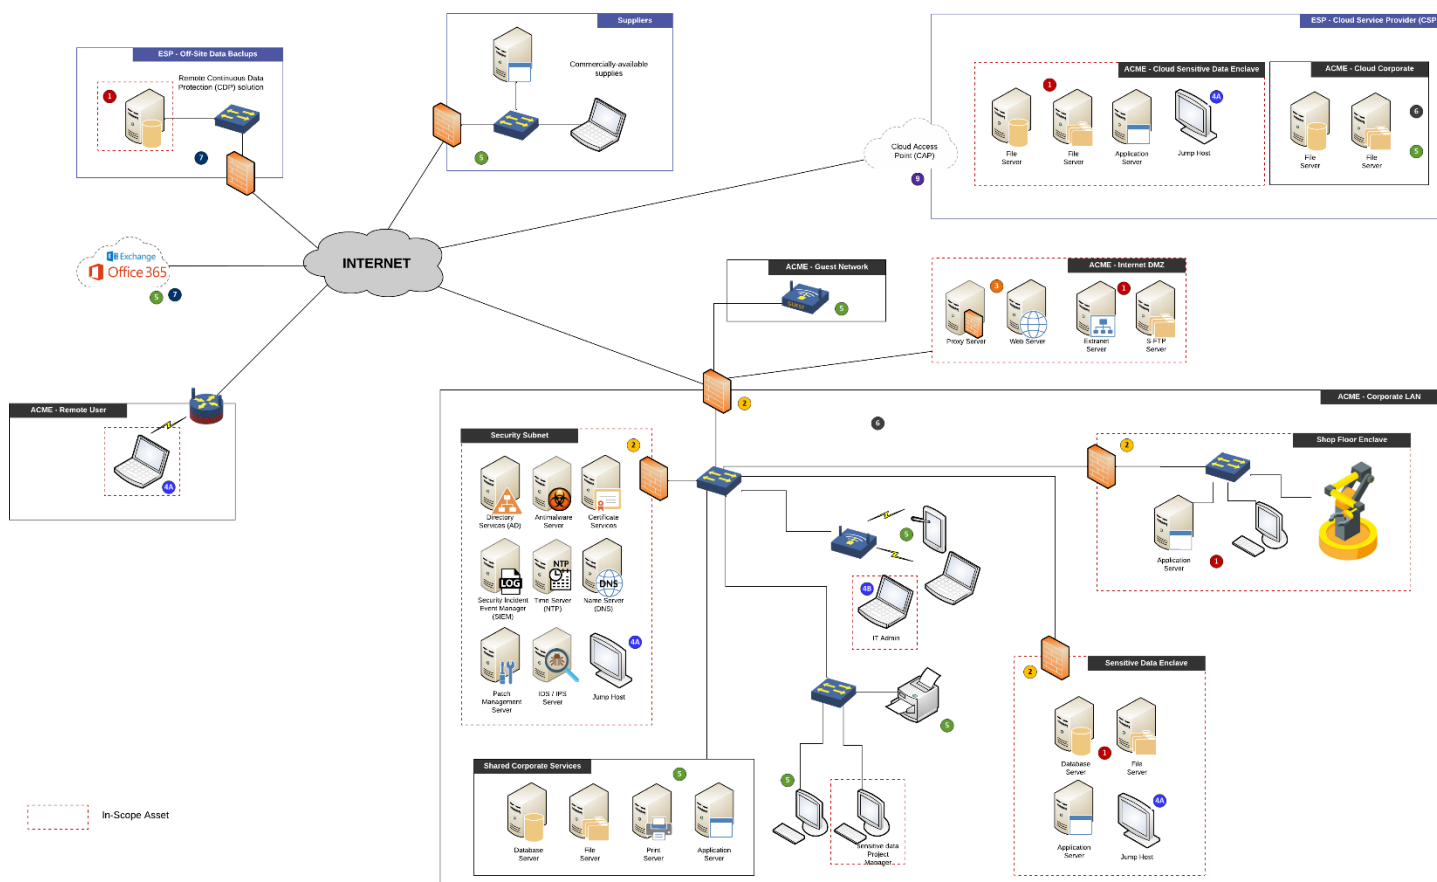 Suppliers
ESP - Cloud Service Provider (CSP
ESP - Off-Site Data Baclups
Remote Continuous Data
Protection (CDP) solution
1
7
Commercially-available
supplies
5
ACME - Cloud Sensitive Data Enclave
ACME - Cloud Corporate
1
4A
6
5
File
Server
File
Server
Application
Server
Jump Host
File
Server
File
Server
Cloud Access
Point (CAP)
9
INTERNET
Exchange
Office 365
5
7
ACME - Guest Network
5
ACME - Internet DMZ
3
1
Proxy Server
Web Server
Extranet
Server
S-FTP
Server
ACME - Remote User
4A
2
ACME - Corporate LAN
6
Security Subnet
2
Directory
Services (AD)
Antimalware
Server
Certificate
Services
LOG
NTP
DNS
Security Incident
Event Manager
(SIEM)
Time Server
(NTP)
Name Server
(DNS)
4A
Patch
Management
Server
IDS / IPS
Server
Jump Host
5
4B
IT Admin
5
Shop Floor Enclave
2
Application
Server
1
Sensitive Data Enclave
2
Database
Server
1
File
Server
4A
Application
Server
Jump Host
Shared Corporate Services
5
Database
Server
File
Server
Print
Server
Application
Server
5
Sensitive data
Project
Manager
In-Scope Asset